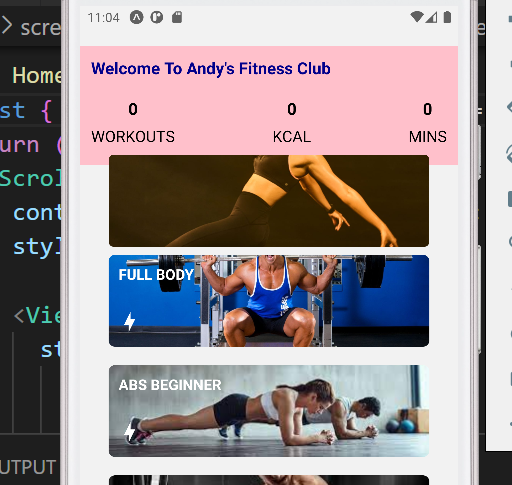 11:04
scre
Welcome To Andy's Fitness Club
Home
st {
0 0 0
urn (
WORKOUTS KCAL MINS
Scrol
cont
styl
FULL BODY
<Vie
st
ABS BEGINNER
UTPUT